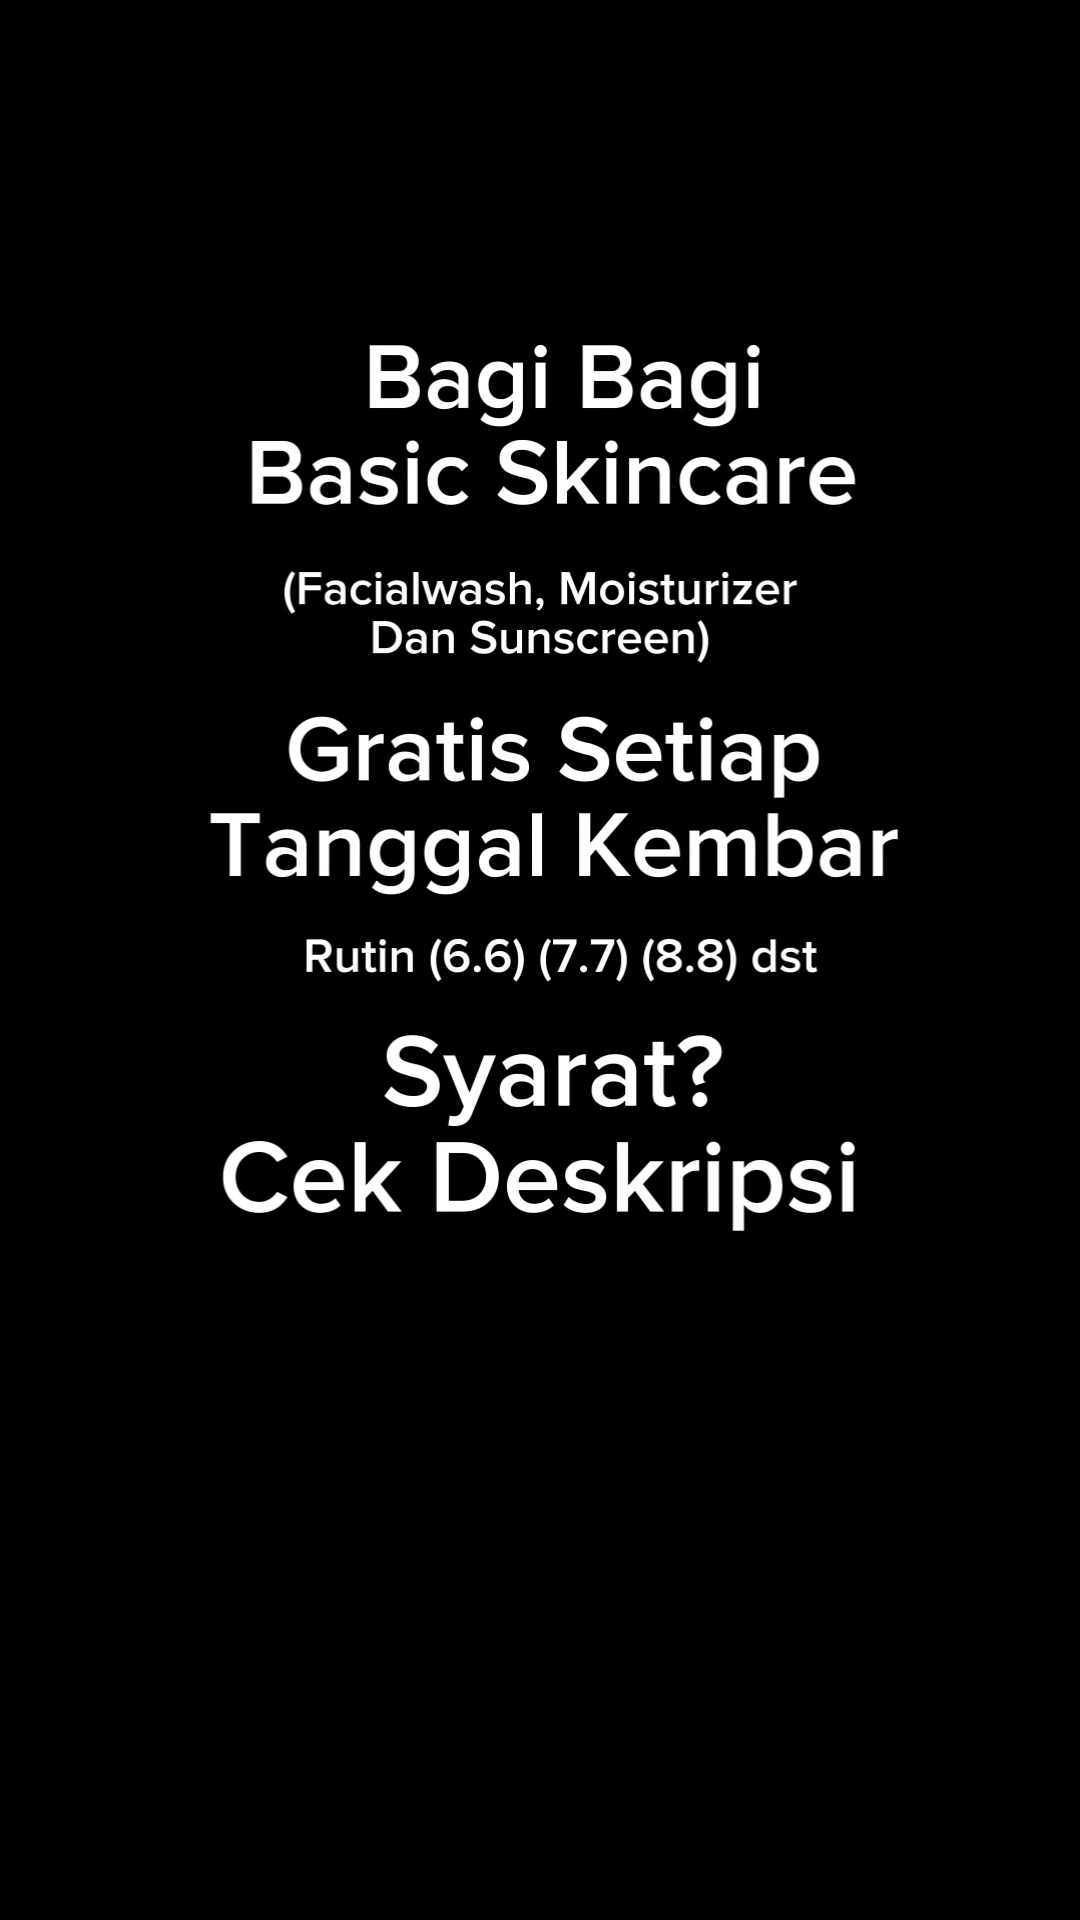 Bagi Bagi
Basic Skincare
(Facialwash, Moisturizer
Dan Sunscreen)
Gratis Setiap
Tanggal Kembar
Rutin (6.6) (7.7) (8.8) dst
Syarat?
Cek Deskripsi